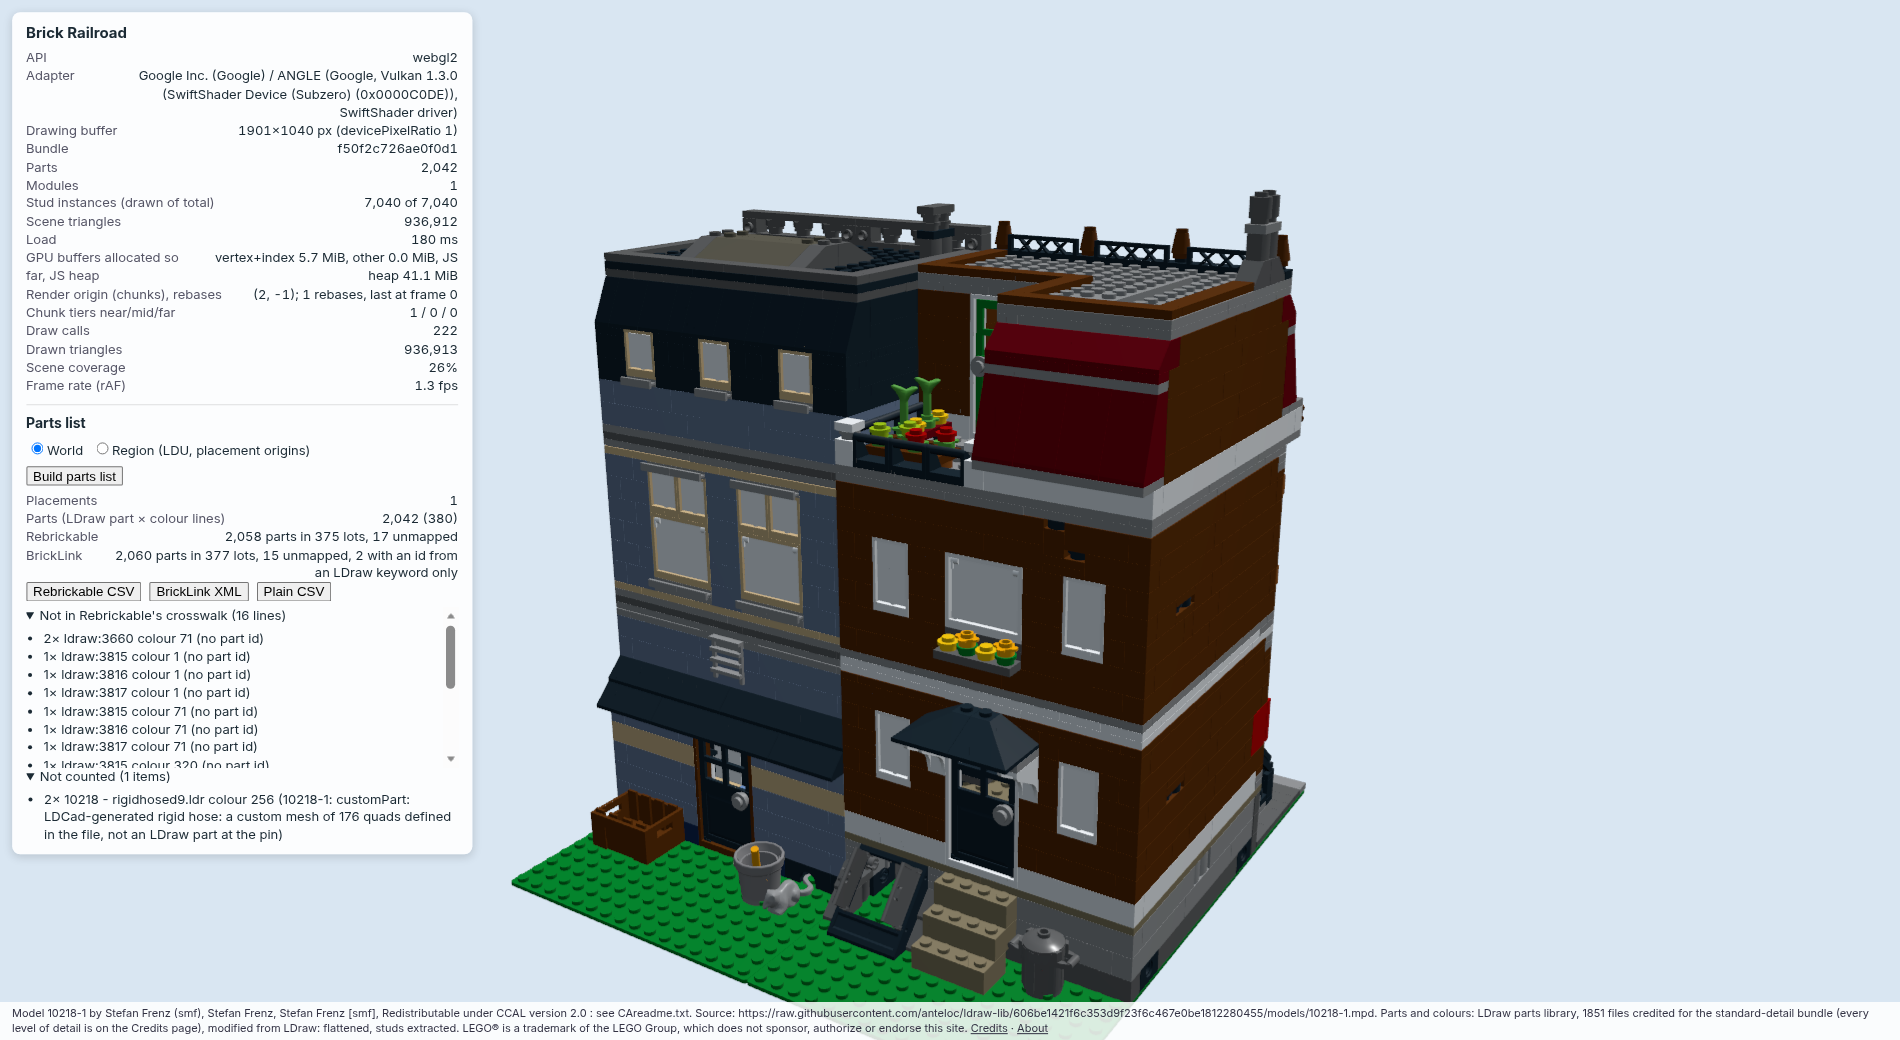 Brick Railroad
API webgl2
Adapter Google Inc. (Google) / ANGLE (Google, Vulkan 1.3.0
(SwiftShader Device (Subzero) (0x0000C0DE)),
SwiftShader driver)
Drawing buffer 1901×1040 px (devicePixelRatio 1)
Bundle f50f2c726ae0f0d1
Parts 2,042
Modules 1
Stud instances (drawn of total) 7,040 of 7,040
Scene triangles 936,912
Load 180 ms
GPU buffers allocated so vertex+index 5.7 MiB, other 0.0 MiB, JS
far, JS heap heap 41.1 MiB
Render origin (chunks), rebases (2, -1); 1 rebases, last at frame 0
Chunk tiers near/mid/far 1 / 0 / 0
Draw calls 222
Drawn triangles 936,913
Scene coverage 26%
Frame rate (rAF) 1.3 fps
Parts list
World Region (LDU, placement origins)
Build parts list
Placements 1
Parts (LDraw part × colour lines) 2,042 (380)
Rebrickable 2,058 parts in 375 lots, 17 unmapped
BrickLink 2,060 parts in 377 lots, 15 unmapped, 2 with an id from
an LDraw keyword only
Rebrickable CSV BrickLink XML Plain CSV
▼ Not in Rebrickable's crosswalk (16 lines)
• 2× ldraw:3660 colour 71 (no part id)
• 1× ldraw:3815 colour 1 (no part id)
• 1× ldraw:3816 colour 1 (no part id)
• 1× ldraw:3817 colour 1 (no part id)
• 1× ldraw:3815 colour 71 (no part id)
• 1× ldraw:3816 colour 71 (no part id)
• 1× ldraw:3817 colour 71 (no part id)
• 1× ldraw:3815 colour 320 (no part id)
▼ Not counted (1 items)
• 2× 10218 - rigidhosed9.ldr colour 256 (10218-1: customPart:
LDCad-generated rigid hose: a custom mesh of 176 quads defined
in the file, not an LDraw part at the pin)
Model 10218-1 by Stefan Frenz (smf), Stefan Frenz, Stefan Frenz [smf], Redistributable under CCAL version 2.0 : see CAreadme.txt. Source: https://raw.githubusercontent.com/anteloc/ldraw-lib/606be1421f6c353d9f23f6c467e0be1812280455/models/10218-1.mpd. Parts and colours: LDraw parts library, 1851 files credited for the standard-detail bundle (every
level of detail is on the Credits page), modified from LDraw: flattened, studs extracted. LEGO® is a trademark of the LEGO Group, which does not sponsor, authorize or endorse this site. Credits · About